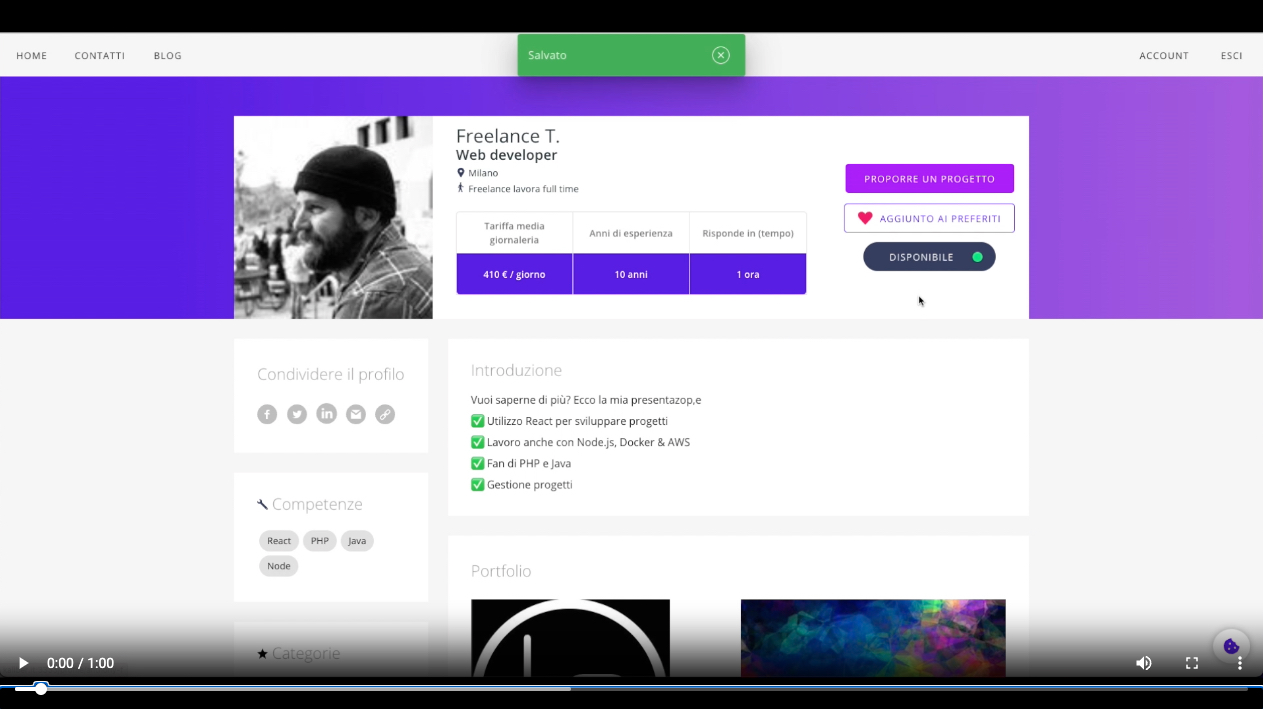 HOME CONTATTI BLOG
Salvato
ACCOUNT ESCI
Freelance T.
Web developer
Milano
Freelance lavora full time
Tariffa media
giornaliera
Anni di esperienza
Risponde in (tempo)
410 € / giorno
10 anni
1 ora
PROPORRE UN PROGETTO
AGGIUNTO AI PREFERITI
DISPONIBILE
Condividere il profilo
Competenze
React PHP Java
Node
Categorie
Introduzione
Vuoi saperne di più? Ecco la mia presentazop,e
✅ Utilizzo React per sviluppare progetti
✅ Lavoro anche con Node.js, Docker & AWS
✅ Fan di PHP e Java
✅ Gestione progetti
Portfolio
0:00 / 1:00